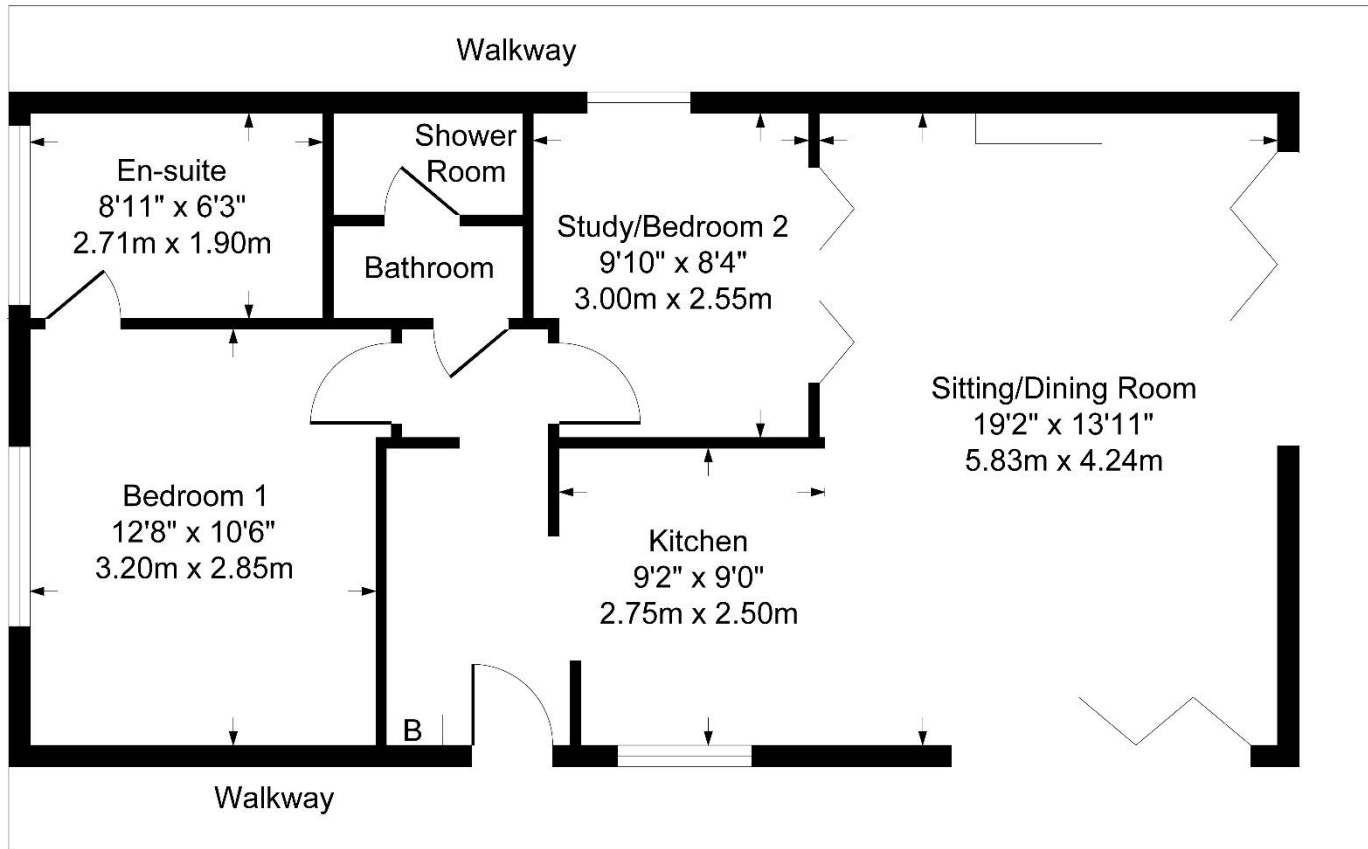 Walkway
En-suite
8'11" x 6'3"
2.71m x 1.90m
Shower
Room
Bathroom
Study/Bedroom 2
9'10" x 8'4"
3.00m x 2.55m
Sitting/Dining Room
19'2" x 13'11"
5.83m x 4.24m
Bedroom 1
12'8" x 10'6"
3.20m x 2.85m
Kitchen
9'2" x 9'0"
2.75m x 2.50m
B
Walkway